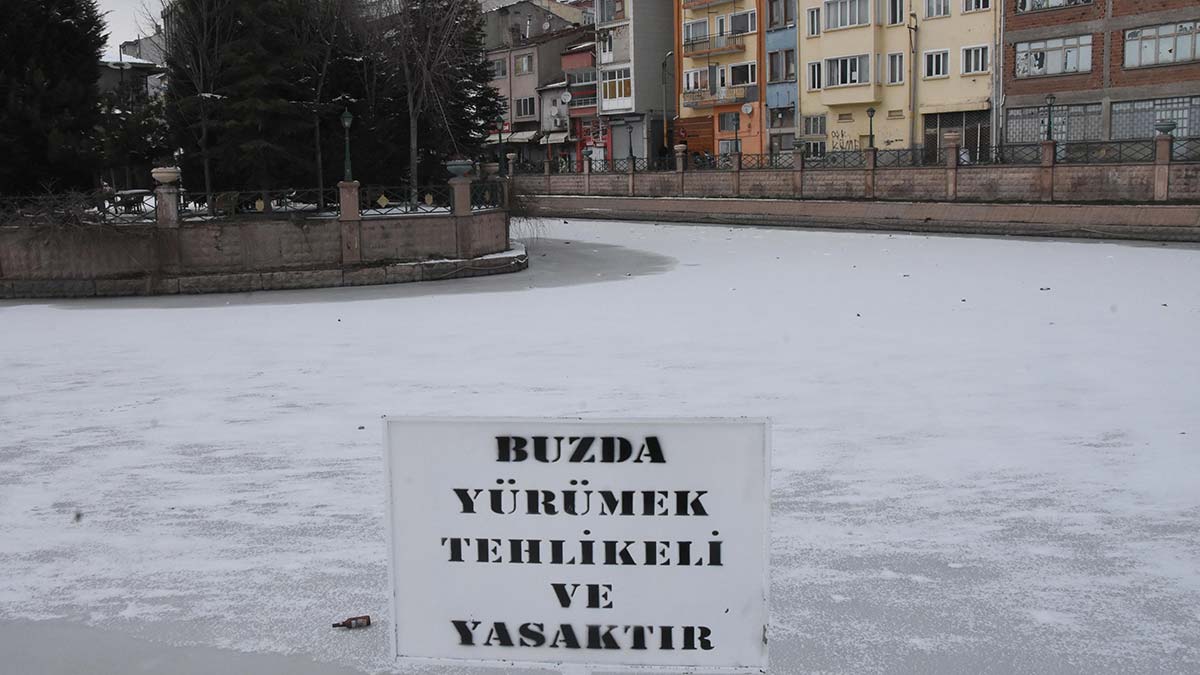 BUZDA
YÜRÜMEK
TEHLİKELİ
VE
YASAKTIR